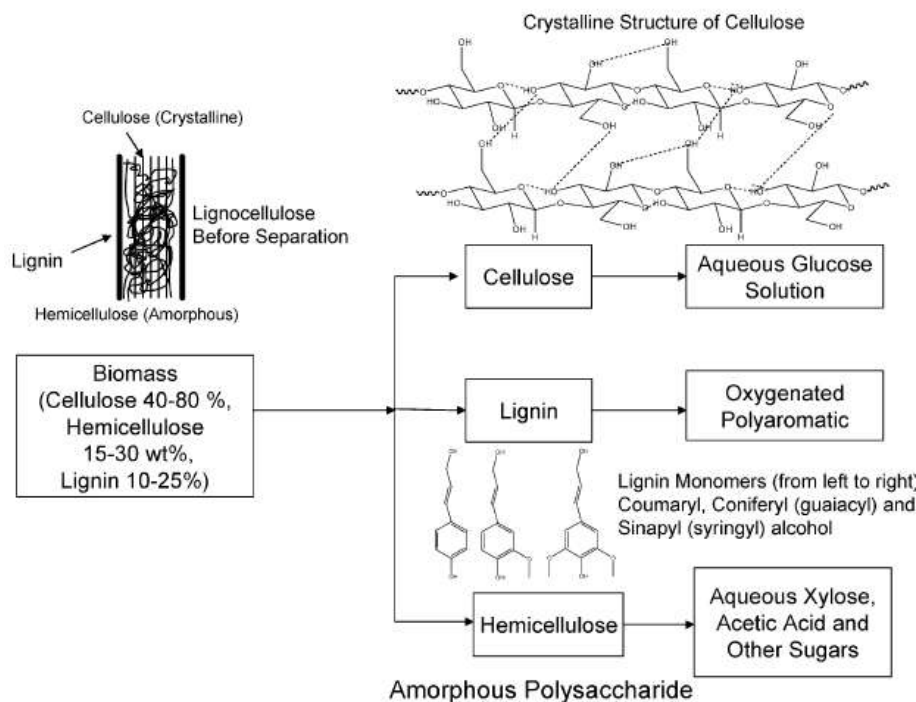 Crystalline Structure of Cellulose
Cellulose (Crystalline)
Lignocellulose
Before Separation
Lignin
Hemicellulose (Amorphous)
Biomass
(Cellulose 40-80 %,
Hemicellulose
15-30 wt%,
Lignin 10-25%)
Cellulose
Aqueous Glucose
Solution
Lignin
Oxygenated
Polyaromatic
Lignin Monomers (from left to right)
Coumaryl, Coniferyl (guaiacyl) and
Sinapyl (syringyl) alcohol
Hemicellulose
Aqueous Xylose,
Acetic Acid and
Other Sugars
Amorphous Polysaccharide